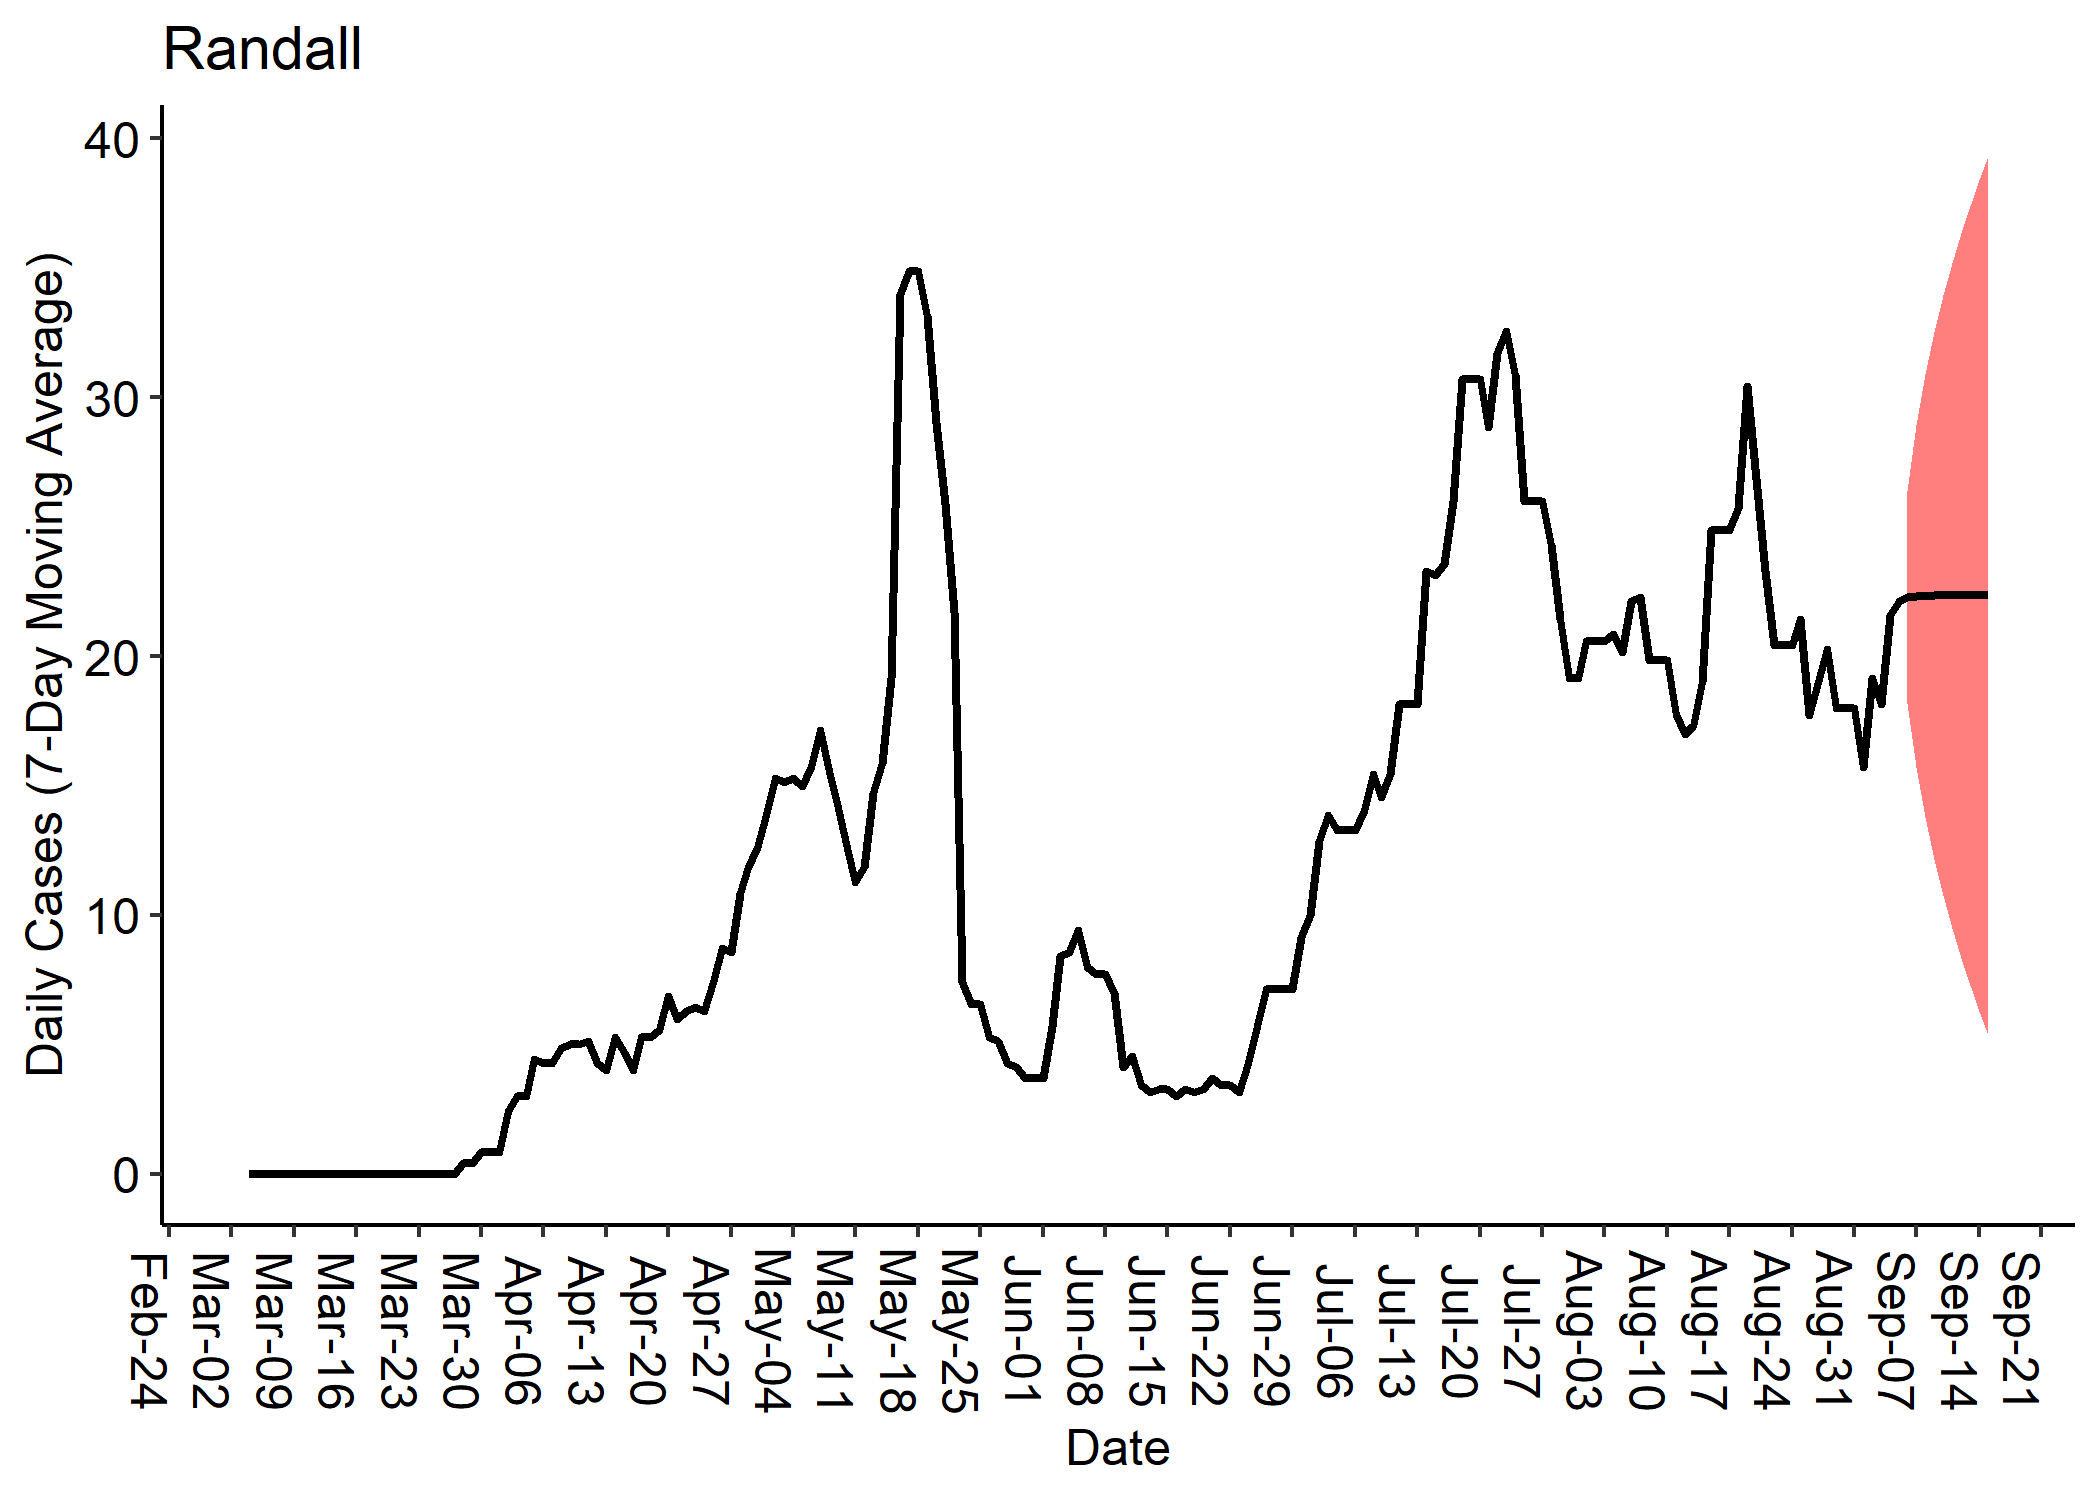 Randall
Daily Cases (7-Day Moving Average)
40
30
20
10
0
Feb-24
Mar-02
Mar-09
Mar-16
Mar-23
Mar-30
Apr-06
Apr-13
Apr-20
Apr-27
May-04
May-11
May-18
May-25
Jun-01
Jun-08
Jun-15
Jun-22
Jun-29
Jul-06
Jul-13
Jul-20
Jul-27
Aug-03
Aug-10
Aug-17
Aug-24
Aug-31
Sep-07
Sep-14
Sep-21
Date